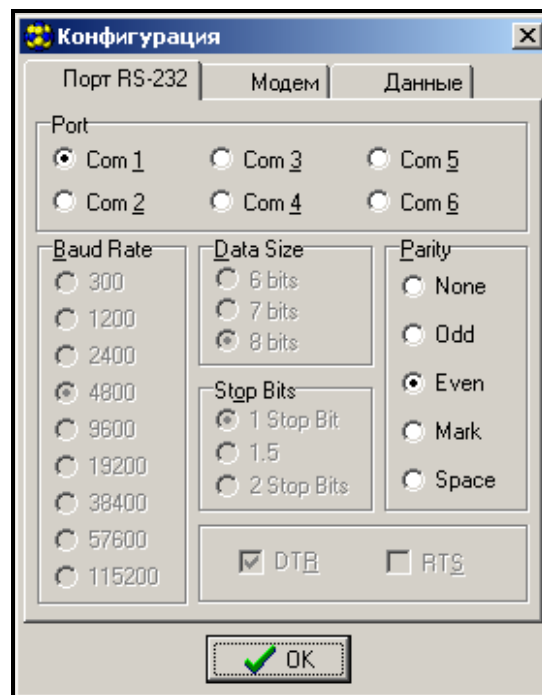 Конфигурация
Порт RS-232 Модем Данные
Port
Com 1 Com 3 Com 5
Com 2 Com 4 Com 6
Baud Rate
300
1200
2400
4800
9600
19200
38400
57600
115200
Data Size
6 bits
7 bits
8 bits
Stop Bits
1 Stop Bit
1.5
2 Stop Bits
Parity
None
Odd
Even
Mark
Space
DTR RTS
OK